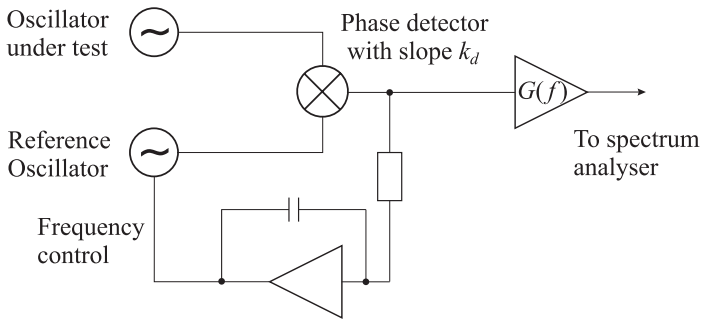 Oscillator
under test
Phase detector
with slope k_d
G(f)
To spectrum
analyser
Reference
Oscillator
Frequency
control